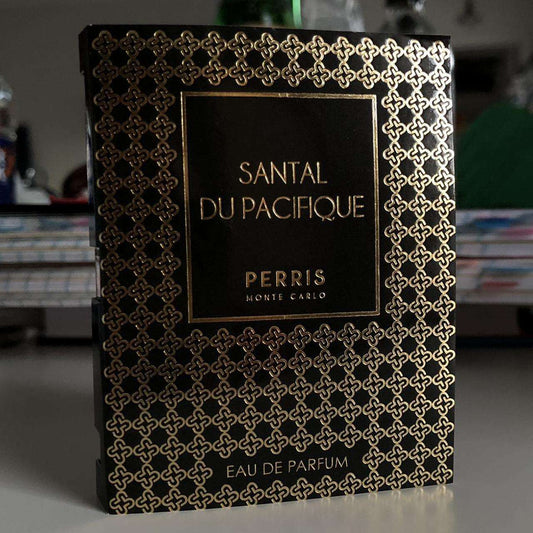 SANTAL
DU PACIFIQUE
PERRIS
MONTE CARLO
EAU DE PARFUM